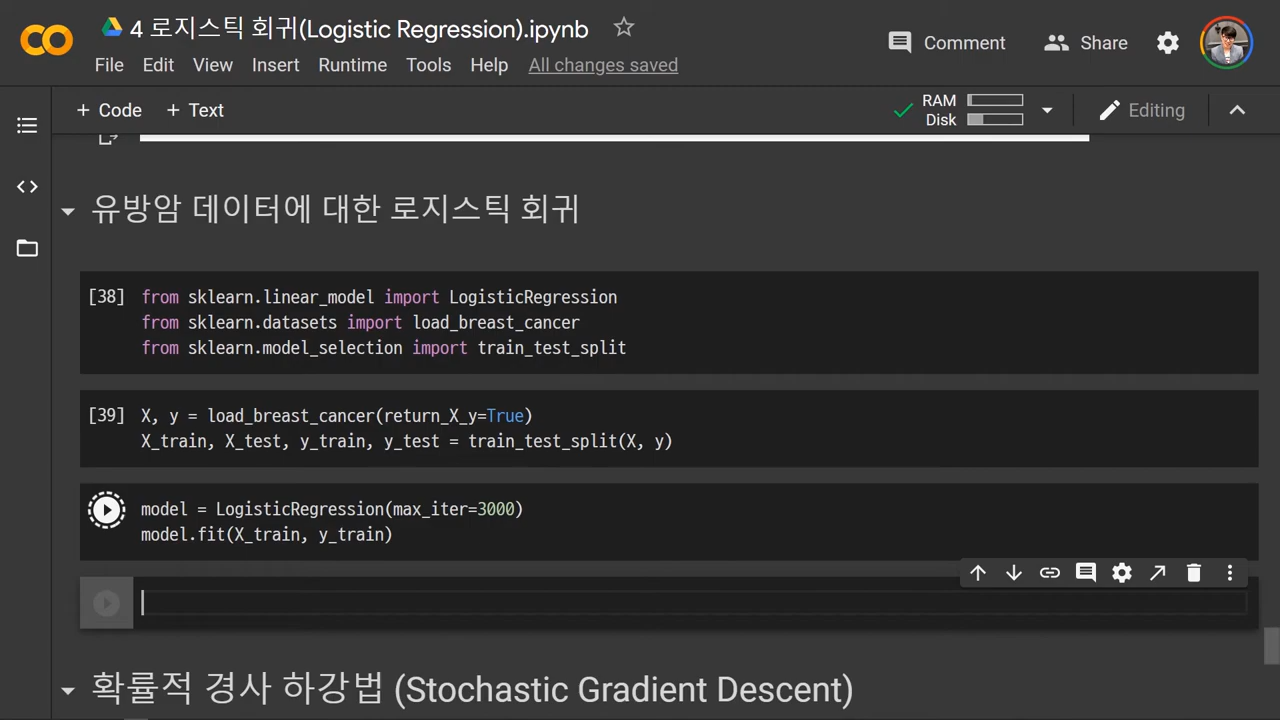 4 로지스틱 회귀(Logistic Regression).ipynb
Comment
Share
File Edit View Insert Runtime Tools Help All changes saved
+ Code + Text
RAM
Disk
Editing
유방암 데이터에 대한 로지스틱 회귀
[38] from sklearn.linear_model import LogisticRegression
from sklearn.datasets import load_breast_cancer
from sklearn.model_selection import train_test_split
[39] X, y = load_breast_cancer(return_X_y=True)
X_train, X_test, y_train, y_test = train_test_split(X, y)
model = LogisticRegression(max_iter=3000)
model.fit(X_train, y_train)
확률적 경사 하강법 (Stochastic Gradient Descent)